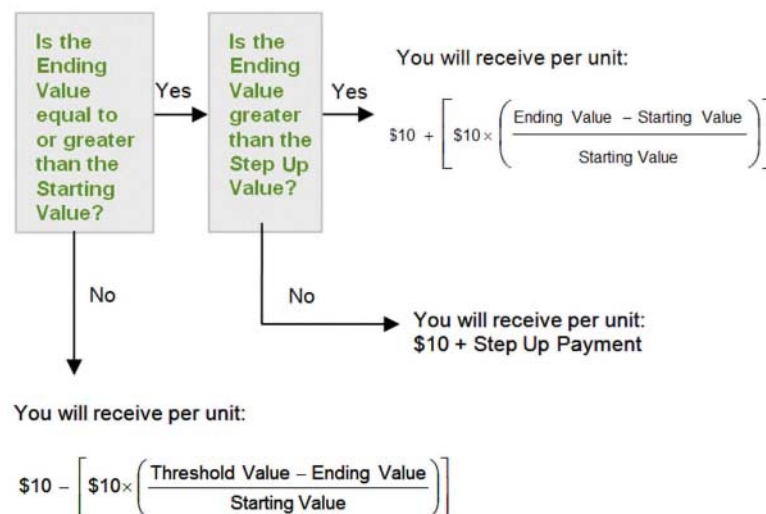 Is the
Ending
Value
equal to
or greater
than the
Starting
Value?
Yes
Is the
Ending
Value
greater
than the
Step Up
Value?
Yes
You will receive per unit:
$10 + [ $10 × ( Ending Value – Starting Value
Starting Value ) ]
No
No
You will receive per unit:
$10 + Step Up Payment
You will receive per unit:
$10 – [ $10× ( Threshold Value – Ending Value
Starting Value ) ]